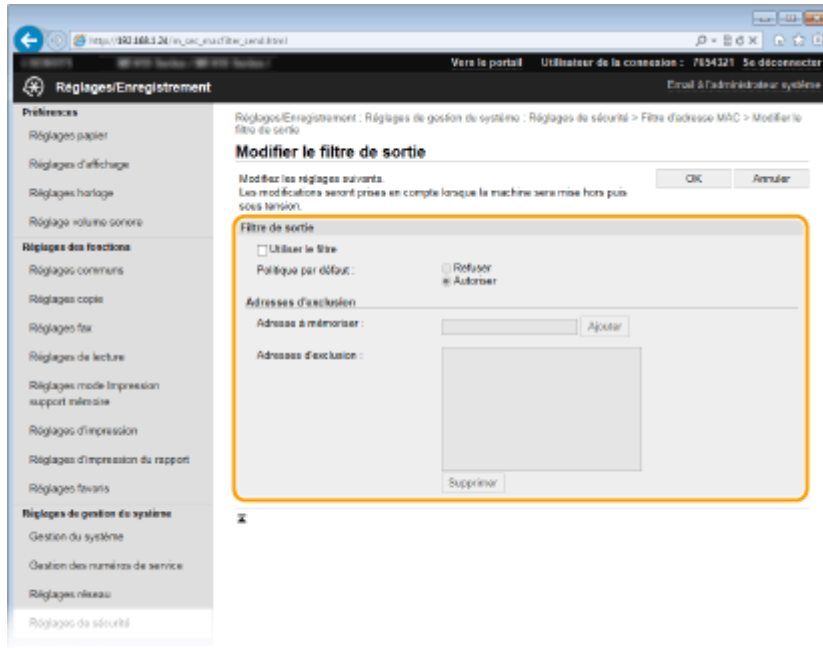 http://192.168.1.24/m_sec_macfilter_send.html
Vers le portail
Utilisateur de la connexion : 7654321
Se déconnecter
Réglages/Enregistrement
Email à l'administrateur système
Préférences
Réglages papier
Réglages d'affichage
Réglages horloge
Réglage volume sonore
Réglages des fonctions
Réglages communs
Réglages copie
Réglages fax
Réglages de lecture
Réglages mode Impression
support mémoire
Réglages d'impression
Réglages d'impression du rapport
Réglages favoris
Réglages de gestion du système
Gestion du système
Gestion des numéros de service
Réglages réseau
Réglages de sécurité
Réglages/Enregistrement : Réglages de gestion de système : Réglages de sécurité > Filtre d'adresse MAC > Modifier le
filtre de sortie
Modifier le filtre de sortie
Modifiez les réglages suivants.
Les modifications seront prises en compte lorsque la machine sera mise hors puis
sous tension.
OK
Annuler
Filtre de sortie
Utiliser le filtre
Politique par défaut :
Refuser
Autoriser
Adresses d'exclusion
Adresse à mémoriser :
Ajouter
Adresses d'exclusion :
Supprimer